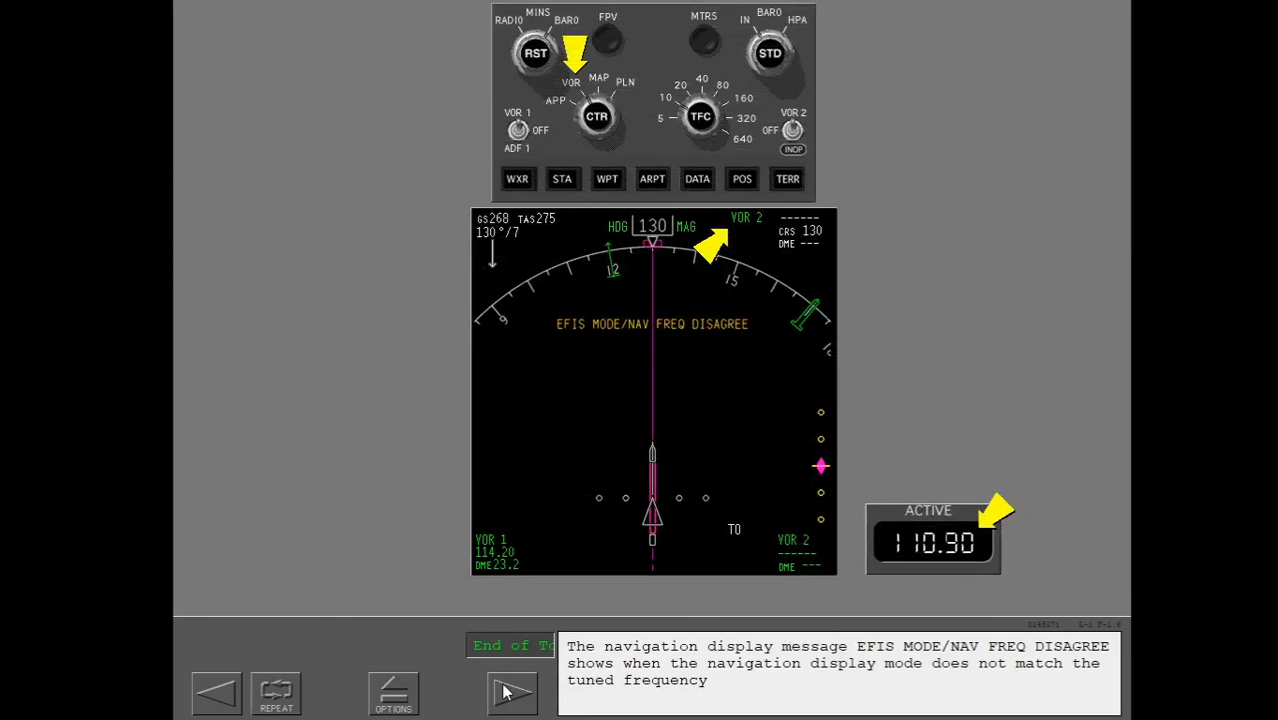 MINS
RADIO BARO
RST
FPV
MTRS
BARO
IN HPA
STD
VOR MAP PLN
APP
CTR
VOR 1
OFF
ADF 1
5 10 20 40 80 160 320 640
TFC
VOR 2
OFF
INOP
WXR STA WPT ARPT DATA POS TERR
GS268 TAS275
130°/7
HDG 130 MAG
VOR 2
------
CRS 130
DME ---
9 12 15
EFIS MODE/NAV FREQ DISAGREE
TO
VOR 1
114.20
DME23.2
VOR 2
------
DME ---
ACTIVE
110.90
End of To
The navigation display message EFIS MODE/NAV FREQ DISAGREE
shows when the navigation display mode does not match the
tuned frequency
REPEAT
OPTIONS